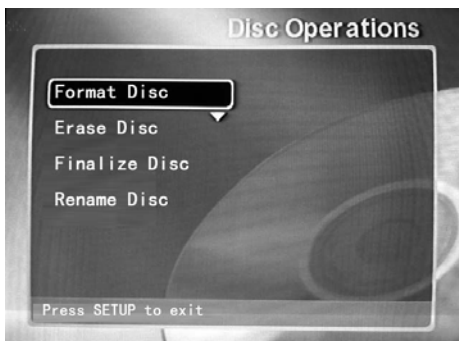 Disc Operations
Format Disc
Erase Disc
Finalize Disc
Rename Disc
Press SETUP to exit